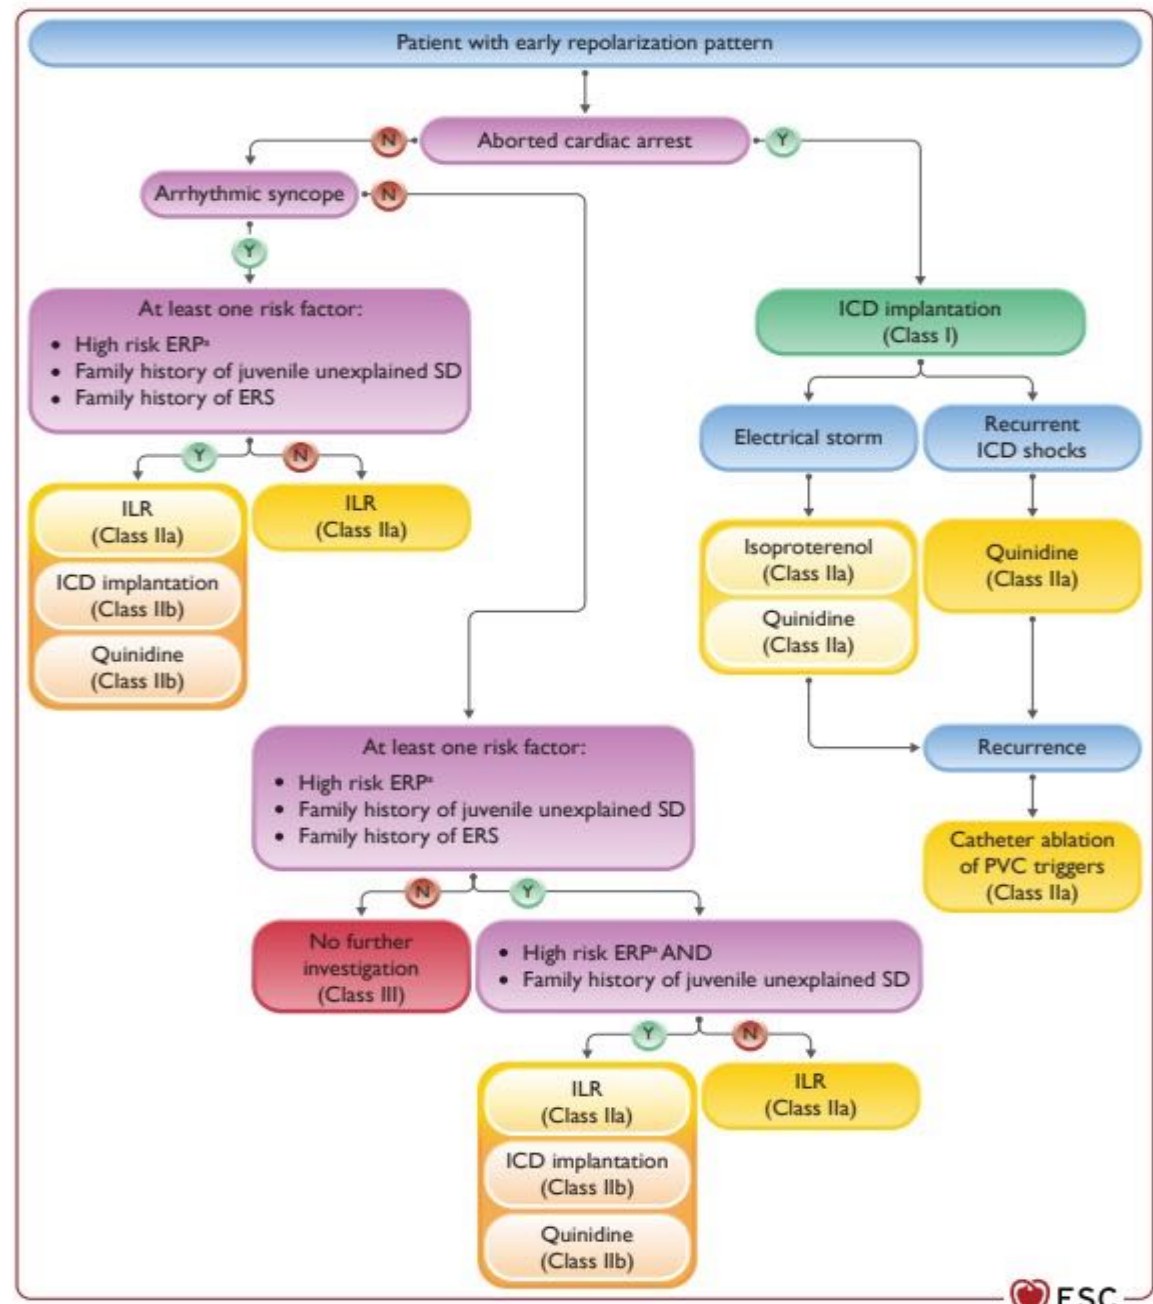 Patient with early repolarization pattern
Aborted cardiac arrest
N
Y
Arrhythmic syncope
N
Y
At least one risk factor:
• High risk ERPᵃ
• Family history of juvenile unexplained SD
• Family history of ERS
Y
N
ILR
(Class IIa)
ICD implantation
(Class IIb)
Quinidine
(Class IIb)
ILR
(Class IIa)
ICD implantation
(Class I)
Electrical storm
Recurrent
ICD shocks
Isoproterenol
(Class IIa)
Quinidine
(Class IIa)
Quinidine
(Class IIa)
Recurrence
Catheter ablation
of PVC triggers
(Class IIa)
At least one risk factor:
• High risk ERPᵃ
• Family history of juvenile unexplained SD
• Family history of ERS
N
Y
No further
investigation
(Class III)
• High risk ERPᵃ AND
• Family history of juvenile unexplained SD
Y
N
ILR
(Class IIa)
ICD implantation
(Class IIb)
Quinidine
(Class IIb)
ILR
(Class IIa)
ESC